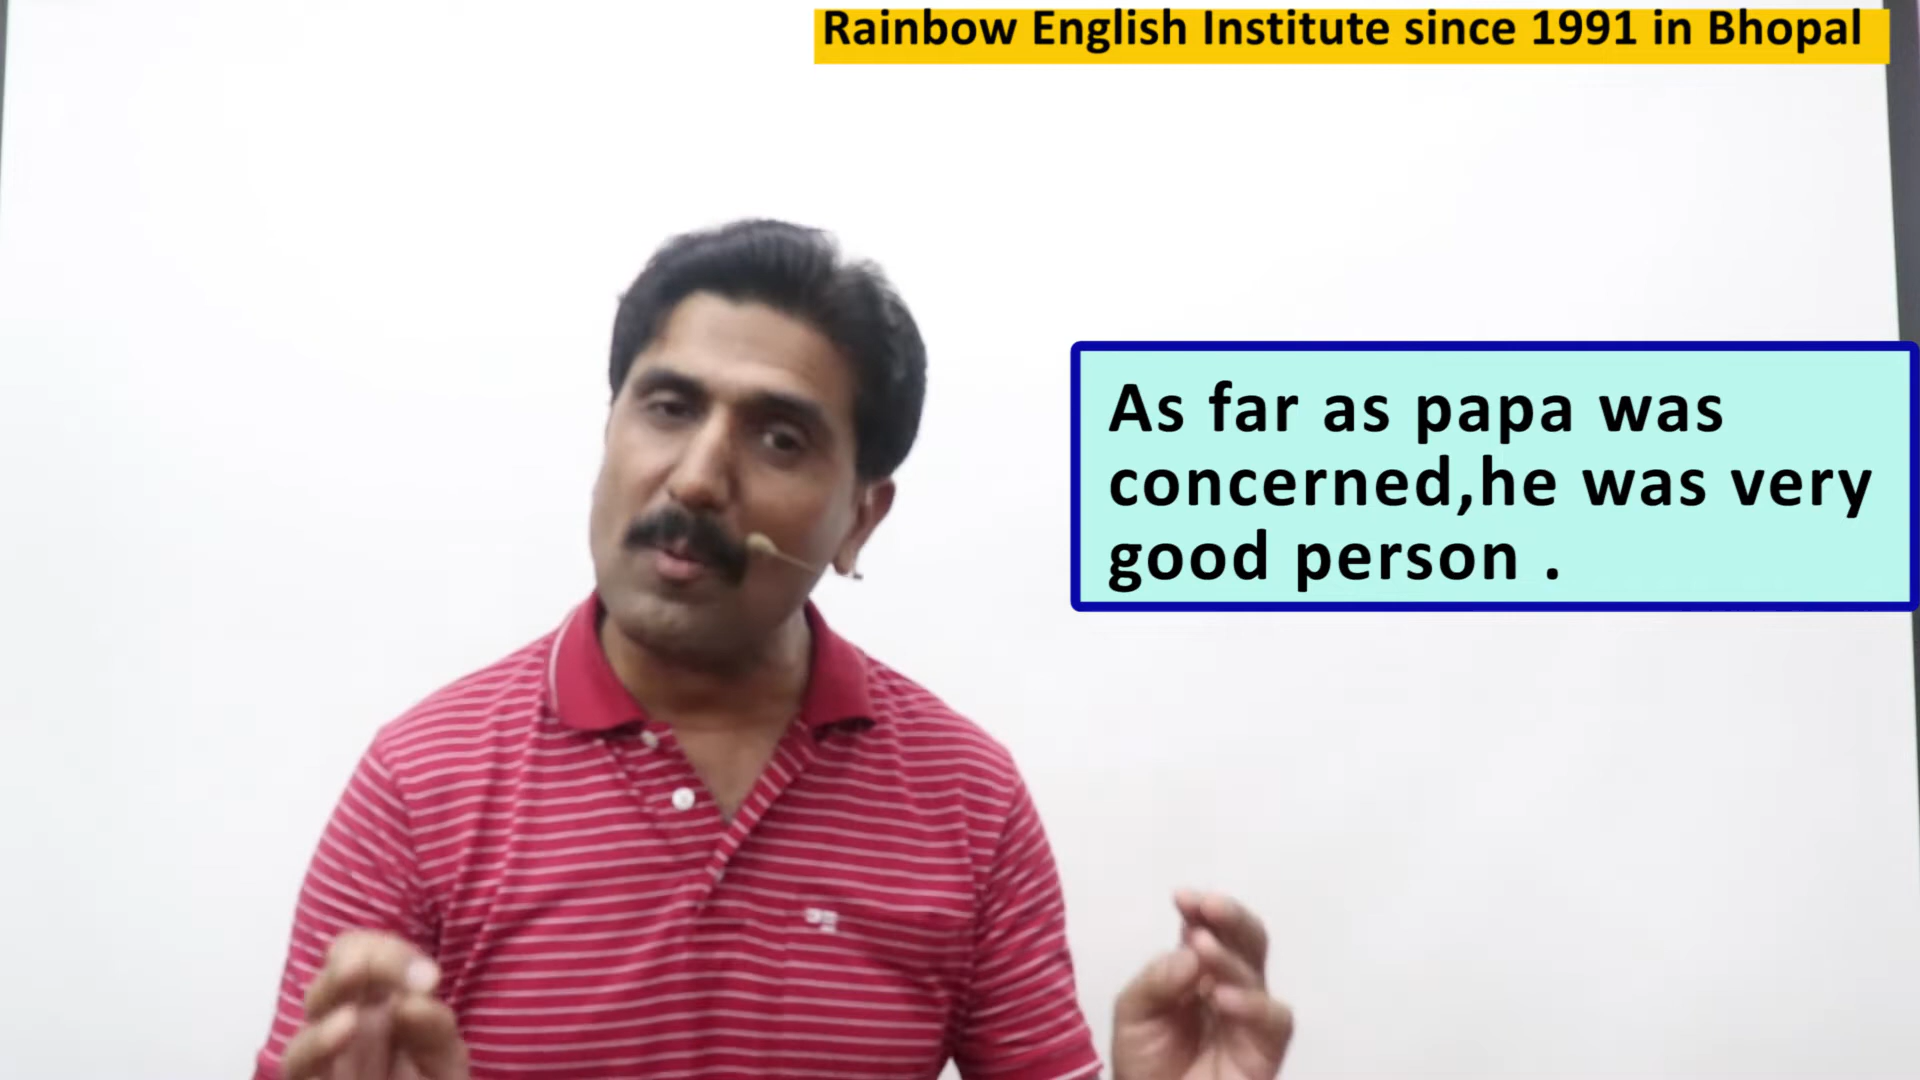 Rainbow English Institute since 1991 in Bhopal
As far as papa was
concerned,he was very
good person .